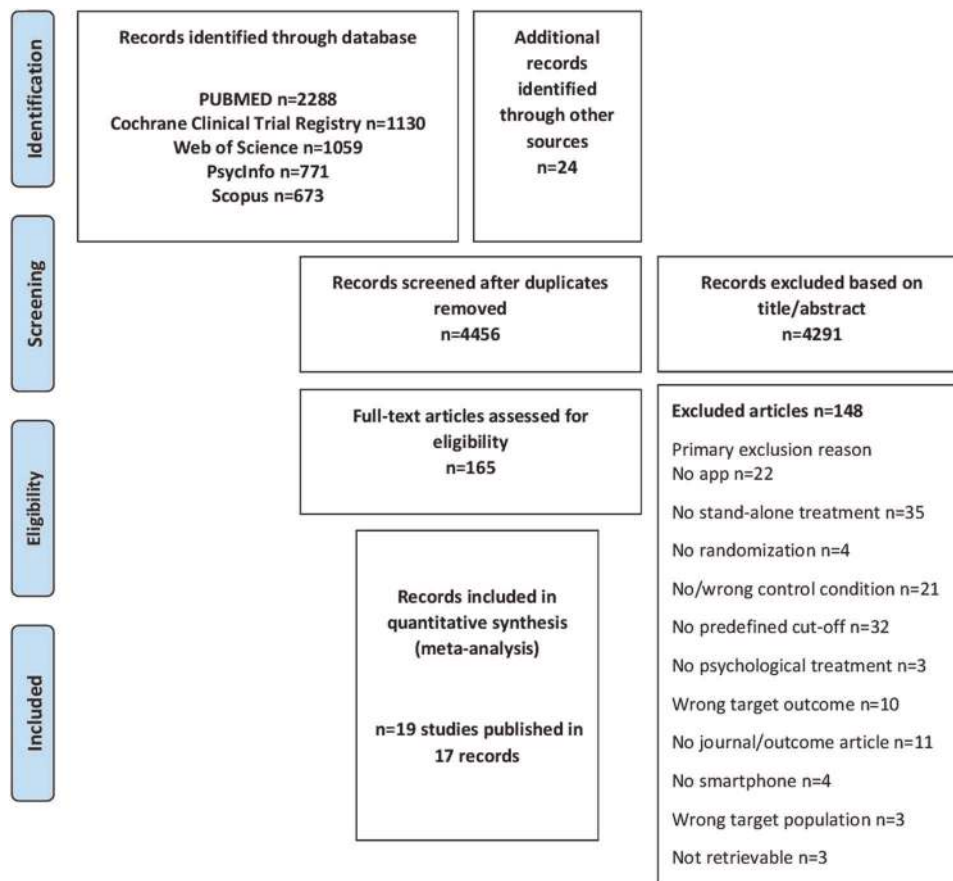 Identification
Records identified through database
PUBMED n=2288
Cochrane Clinical Trial Registry n=1130
Web of Science n=1059
PsycInfo n=771
Scopus n=673
Additional
records
identified
through other
sources
n=24
Screening
Records screened after duplicates
removed
n=4456
Records excluded based on
title/abstract
n=4291
Eligibility
Full-text articles assessed for
eligibility
n=165
Excluded articles n=148
Primary exclusion reason
No app n=22
No stand-alone treatment n=35
No randomization n=4
No/wrong control condition n=21
No predefined cut-off n=32
No psychological treatment n=3
Wrong target outcome n=10
No journal/outcome article n=11
No smartphone n=4
Wrong target population n=3
Not retrievable n=3
Included
Records included in
quantitative synthesis
(meta-analysis)
n=19 studies published in
17 records